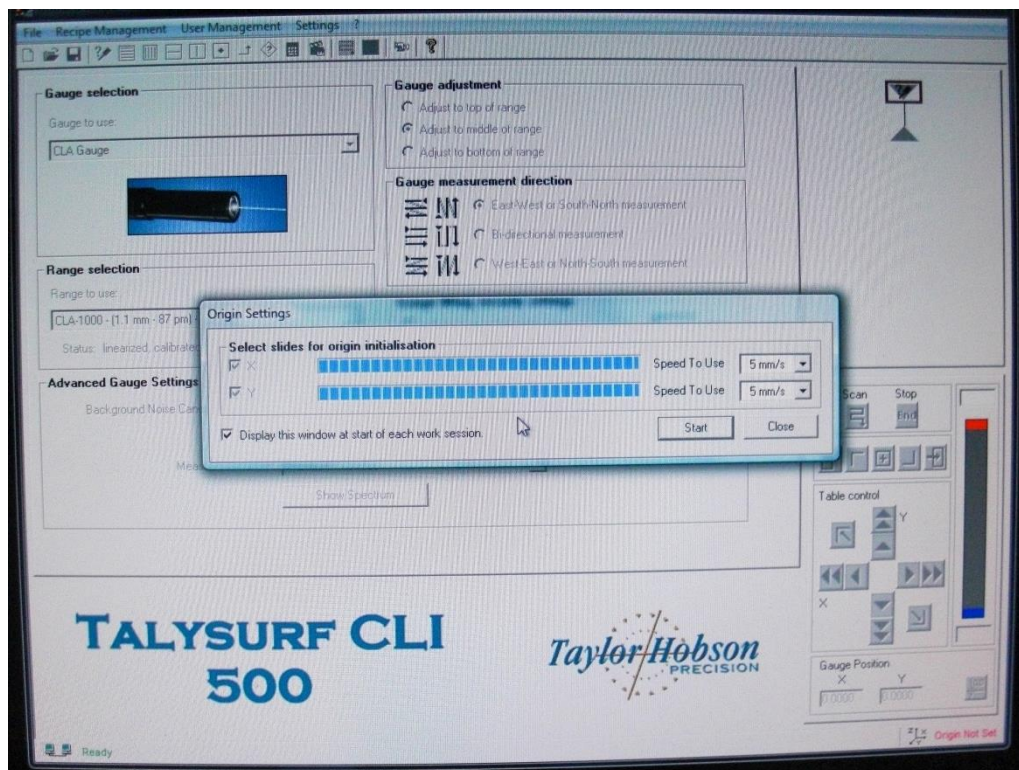 File Recipe Management User Management Settings ?
Gauge selection
Gauge to use:
CLA Gauge
Gauge adjustment
Adjust to top of range
Adjust to middle of range
Adjust to bottom of range
Gauge measurement direction
East-West or South-North measurement
Bi-directional measurement
West-East or North-South measurement
Range selection
Range to use:
CLA-1000 - (1.1 mm - 87 pm)
Status: linearized, calibrated
Origin Settings
Select slides for origin initialisation
X Speed To Use 5 mm/s
Y Speed To Use 5 mm/s
Display this window at start of each work session.
Start Close
Advanced Gauge Settings
Background Noise Can
Mea
Show Spectrum
Scan Stop
End
Table control
Y
X
Gauge Position
X Y
0.0000 0.0000
TALYSURF CLI
500
Taylor Hobson
PRECISION
Ready
Z X Y Origin Not Set